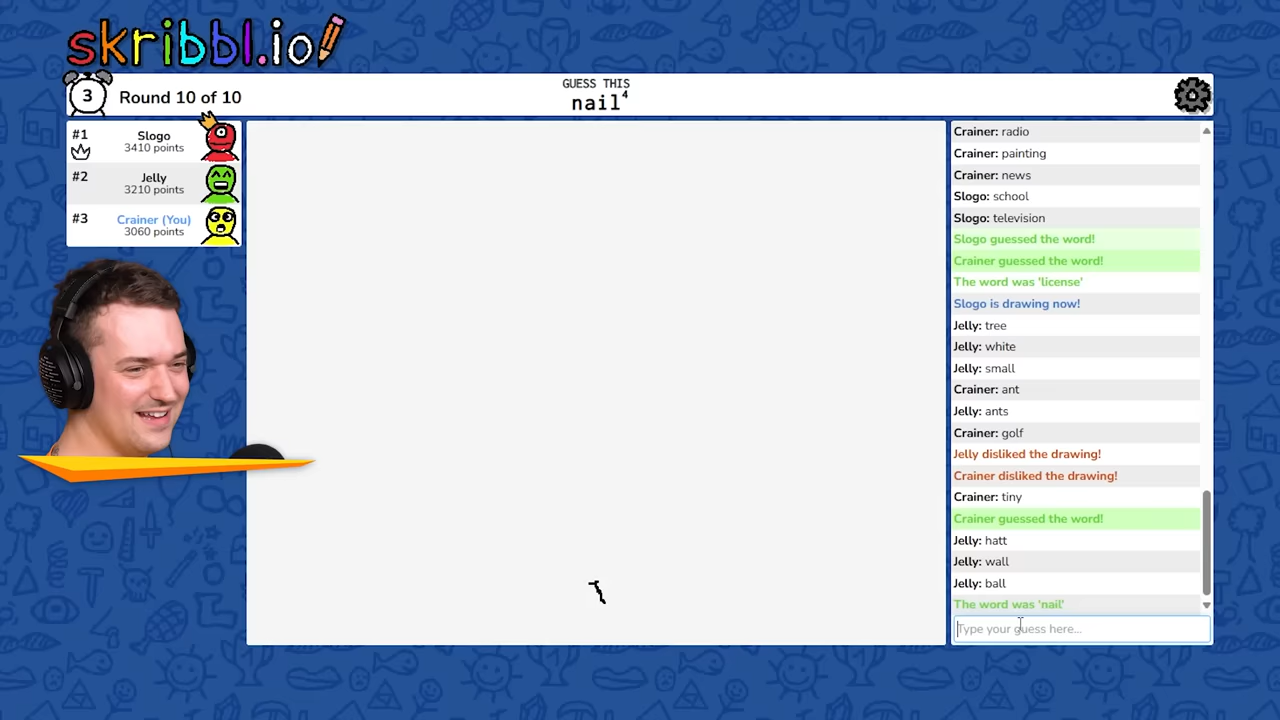 skribbl.io
3
Round 10 of 10
GUESS THIS
nail4
#1
Slogo
3410 points
#2
Jelly
3210 points
#3
Crainer (You)
3060 points
Crainer: radio
Crainer: painting
Crainer: news
Slogo: school
Slogo: television
Slogo guessed the word!
Crainer guessed the word!
The word was 'license'
Slogo is drawing now!
Jelly: tree
Jelly: white
Jelly: small
Crainer: ant
Jelly: ants
Crainer: golf
Jelly disliked the drawing!
Crainer disliked the drawing!
Crainer: tiny
Crainer guessed the word!
Jelly: hatt
Jelly: wall
Jelly: ball
The word was 'nail'
Type your guess here...